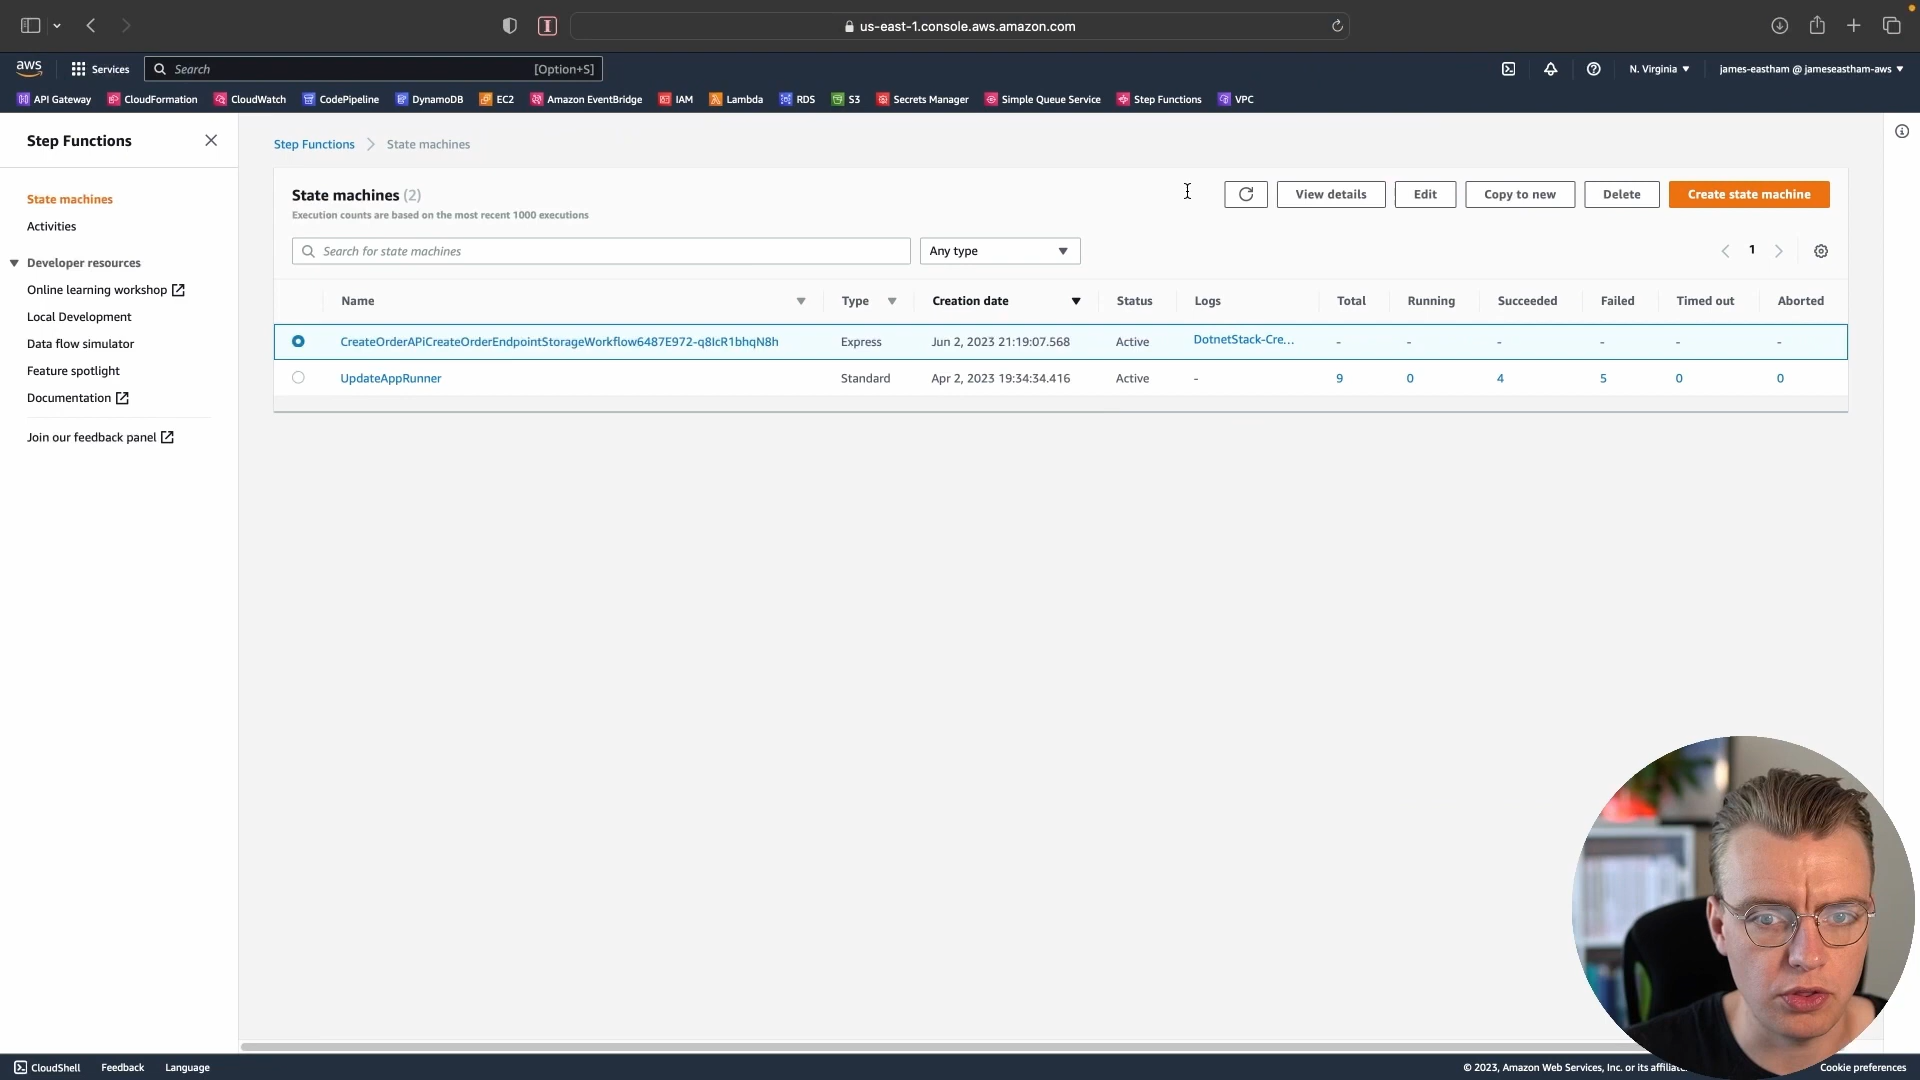 us-east-1.console.aws.amazon.com
aws
Services
Search
[Option+S]
N. Virginia
james-eastham @ jameseastham-aws
API Gateway
CloudFormation
CloudWatch
CodePipeline
DynamoDB
EC2
Amazon EventBridge
IAM
Lambda
RDS
S3
Secrets Manager
Simple Queue Service
Step Functions
VPC
Step Functions
State machines
Activities
Developer resources
Online learning workshop
Local Development
Data flow simulator
Feature spotlight
Documentation
Join our feedback panel
Step Functions
State machines
State machines (2)
Execution counts are based on the most recent 1000 executions
View details
Edit
Copy to new
Delete
Create state machine
Search for state machines
Any type
1
Name Type Creation date Status Logs Total Running Succeeded Failed Timed out Aborted
CreateOrderAPiCreateOrderEndpointStorageWorkflow6487E972-q8IcR1bhqN8h Express Jun 2, 2023 21:19:07.568 Active DotnetStack-Cre... - - - - - -
UpdateAppRunner Standard Apr 2, 2023 19:34:34.416 Active - 9 0 4 5 0 0
CloudShell
Feedback
Language
© 2023, Amazon Web Services, Inc. or its
Cookie preferences